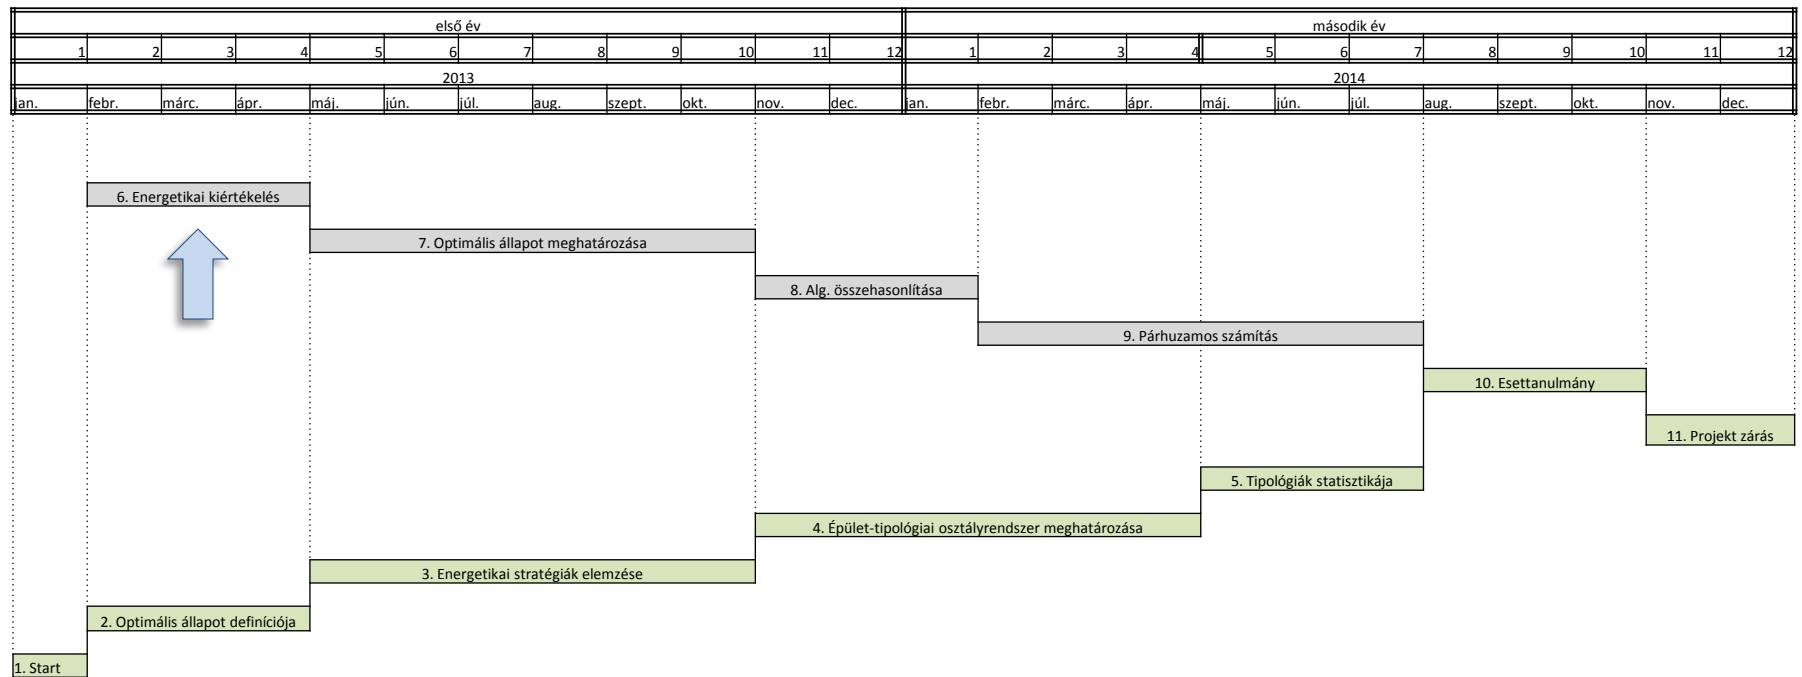 első év második év
1 2 3 4 5 6 7 8 9 10 11 12 1 2 3 4 5 6 7 8 9 10 11 12
2013 2014
jan. febr. márc. ápr. máj. jún. júl. aug. szept. okt. nov. dec. jan. febr. márc. ápr. máj. jún. júl. aug. szept. okt. nov. dec.
6. Energetikai kiértékelés
7. Optimális állapot meghatározása
8. Alg. összehasonlítása
9. Párhuzamos számítás
10. Esettanulmány
11. Projekt zárás
5. Tipológiák statisztikája
4. Épület-tipológiai osztályrendszer meghatározása
3. Energetikai stratégiák elemzése
2. Optimális állapot definíciója
1. Start